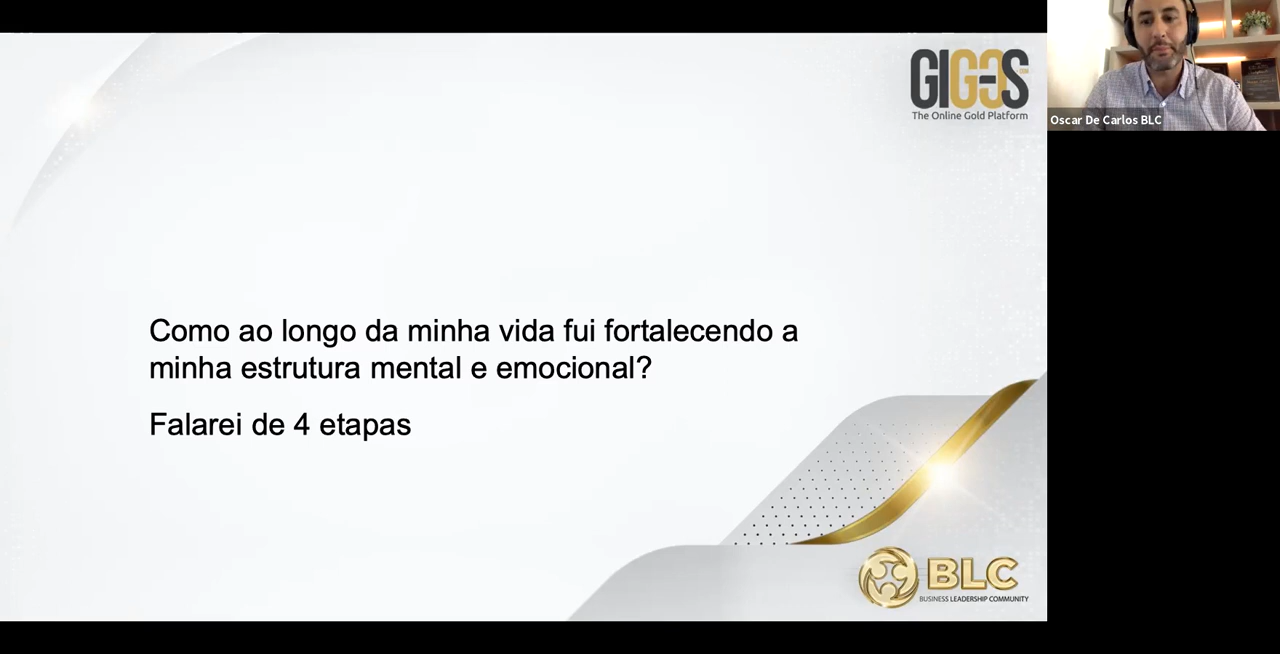 GIGOS
The Online Gold Platform
Oscar De Carlos BLC
Como ao longo da minha vida fui fortalecendo a
minha estrutura mental e emocional?
Falarei de 4 etapas
BLC
BUSINESS LEADERSHIP COMMUNITY